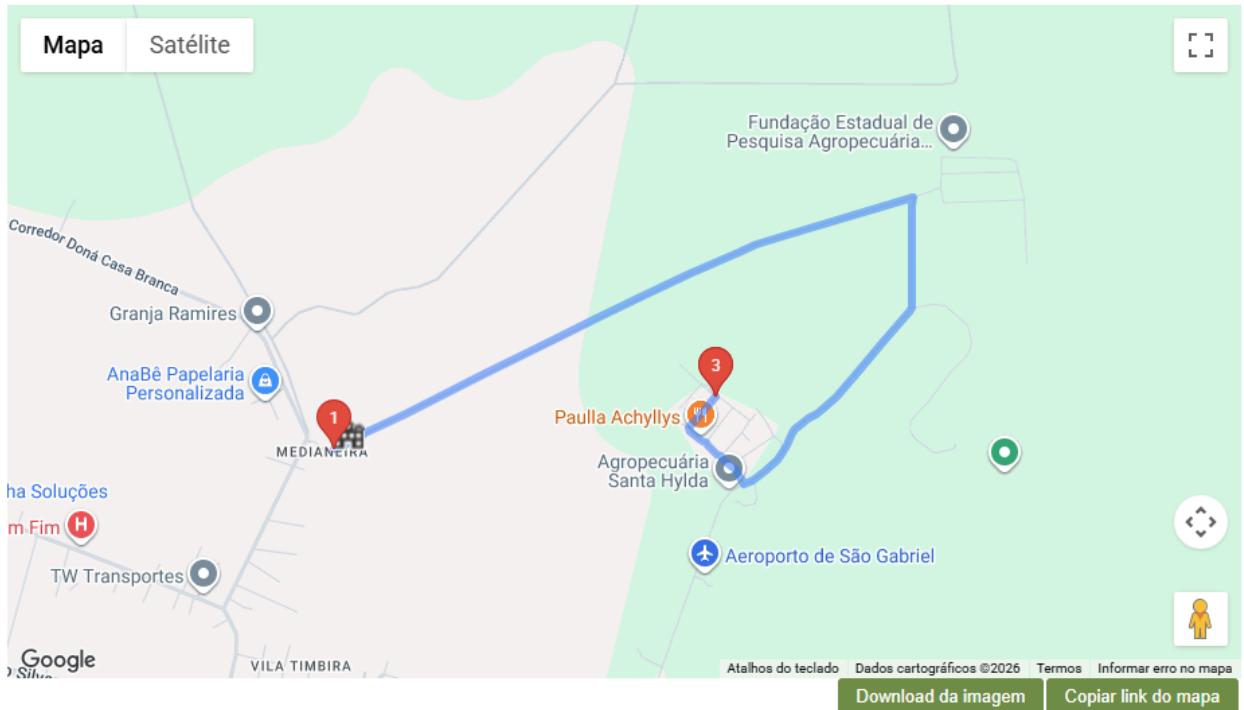 Mapa
Satélite
Fundação Estadual de
Pesquisa Agropecuária...
Corredor Doná Casa Branca
Granja Ramires
AnaBê Papelaria
Personalizada
3
1
Paulla Achyllys
MEDIANEIRA
Agropecuária
Santa Hylda
ha Soluções
m Fim
H
Aeroporto de São Gabriel
TW Transportes
Google
VILA TIMBIRA
Silva
Atalhos do teclado
Dados cartográficos ©2026
Termos
Informar erro no mapa
Download da imagem
Copiar link do mapa